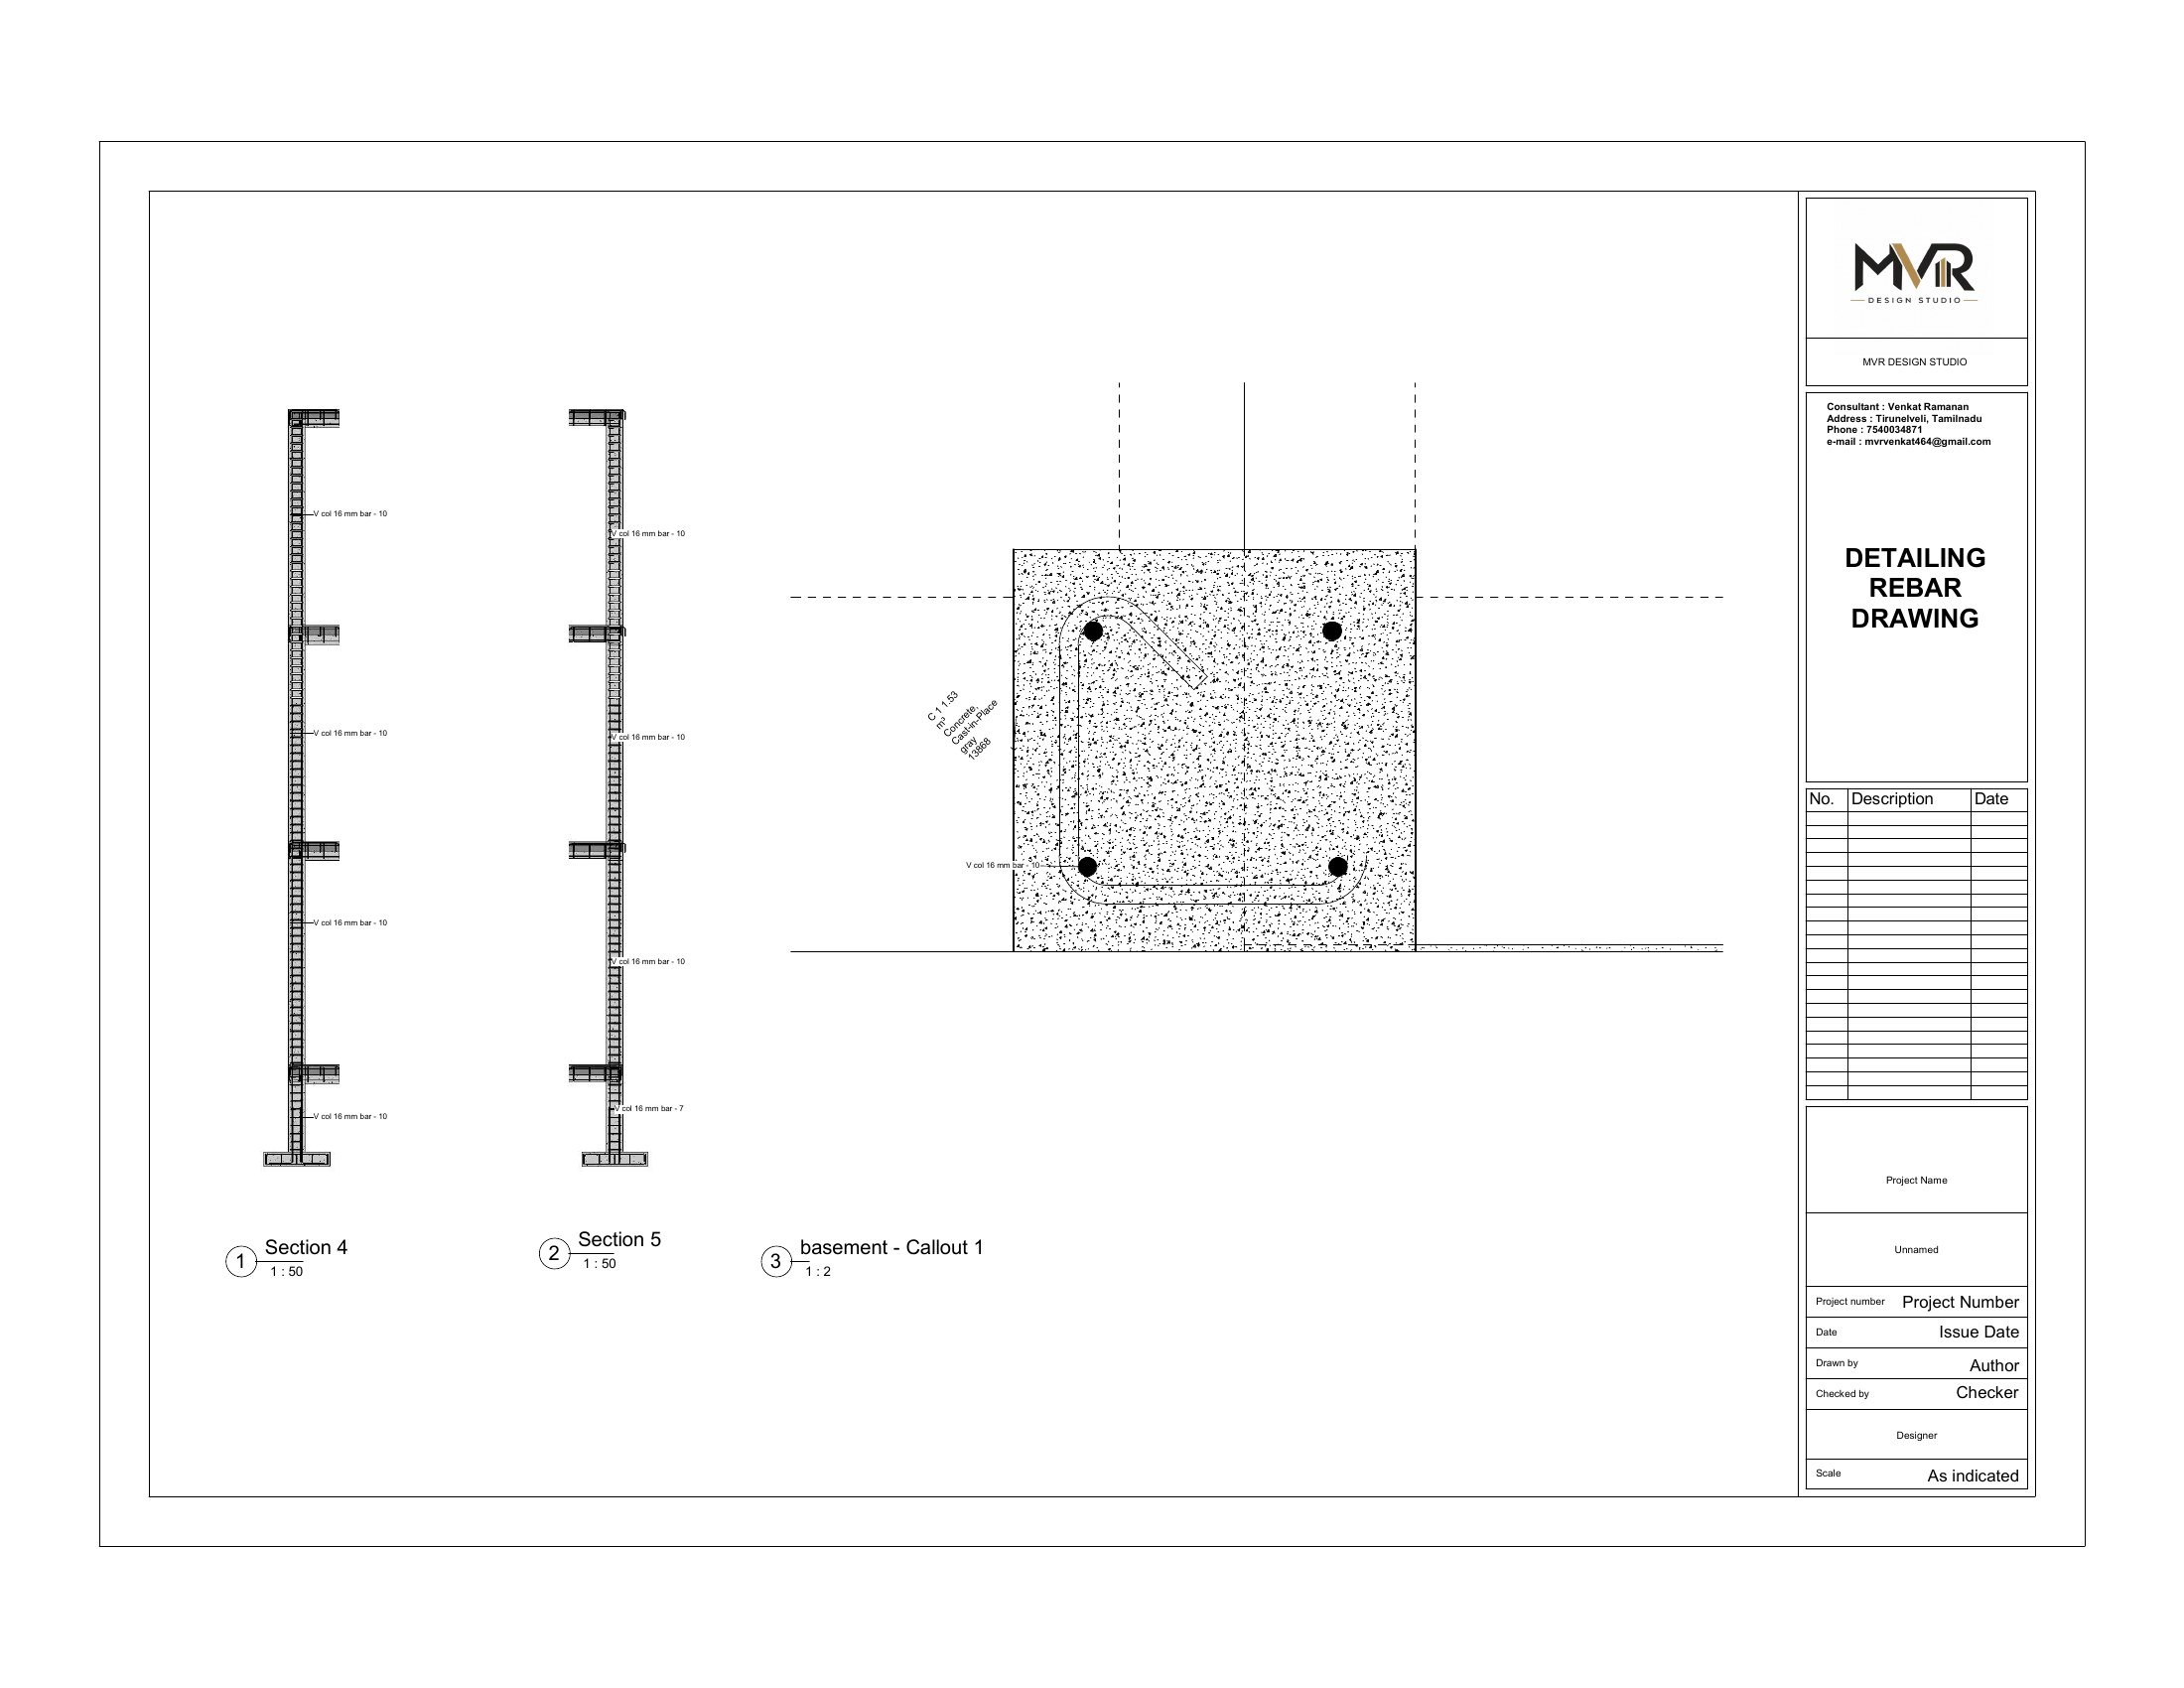 V col 16 mm bar - 10
V col 16 mm bar - 10
V col 16 mm bar - 10
V col 16 mm bar - 10
1
Section 4
1 : 50
V col 16 mm bar - 10
V col 16 mm bar - 10
V col 16 mm bar - 10
V col 16 mm bar - 7
2
Section 5
1 : 50
C 1 1.53
m³
Concrete,
Cast-in-Place
gray
13868
V col 16 mm bar - 10
3
basement - Callout 1
1 : 2
MVR
DESIGN STUDIO
MVR DESIGN STUDIO
Consultant : Venkat Ramanan
Address : Tirunelveli, Tamilnadu
Phone : 7540034871
e-mail : mvrvenkat464@gmail.com
DETAILING
REBAR
DRAWING
No. Description Date
Project Name
Unnamed
Project number Project Number
Date Issue Date
Drawn by Author
Checked by Checker
Designer
Scale As indicated